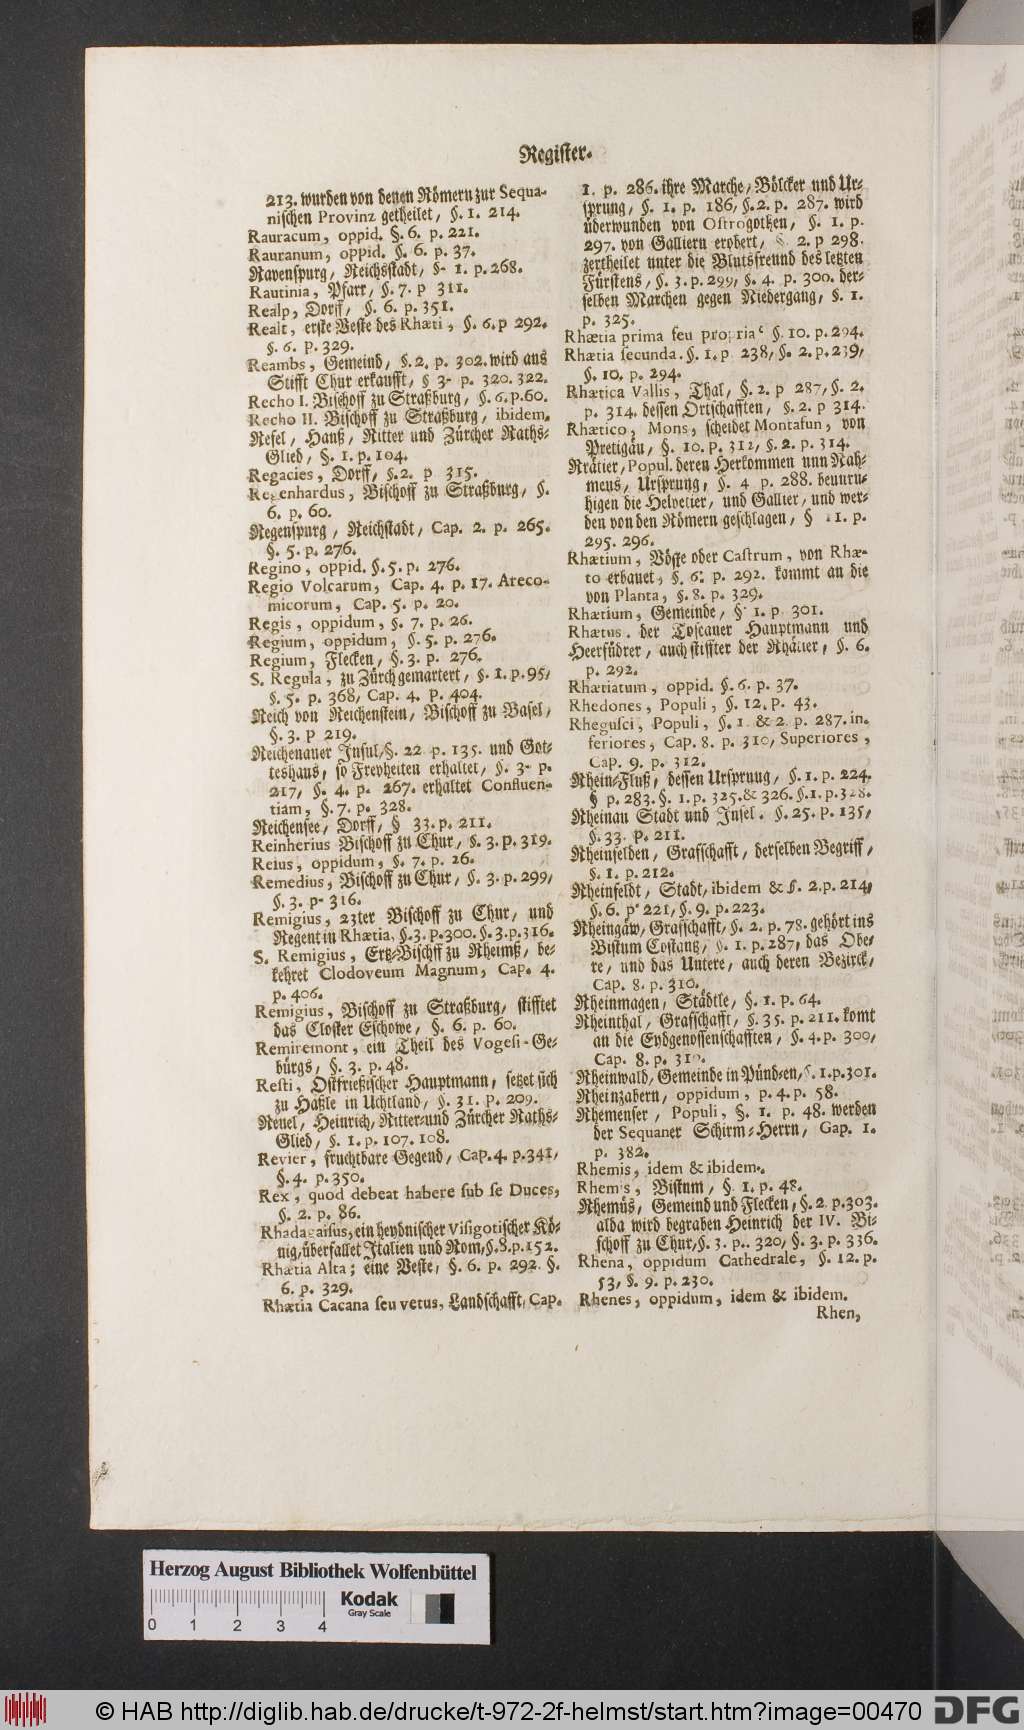 Register.
213. wurden von denen Römern zur Sequa-
nischen Provinz getheilet, §. 1. 214.
Rauracum, oppid. §. 6. p. 221.
Rauranum, oppid. §. 6. p. 37.
Ravenspurg, Reichsstadt, §. 1. p. 268.
Rautinia, Pfarr, §. 7. p 311.
Realp, Dorff, §. 6. p. 351.
Realt, erste Veste des Rhæti, §. 6. p 292.
§. 6. p. 329.
Reambs, Gemeind, §. 2. p. 302. wird ans
Stifft Chur erkaufft, § 3. p. 320. 322.
Recho I. Bischoff zu Straßburg, §. 6. p. 60.
Recho II. Bischoff zu Straßburg, ibidem.
Refel, Hanß, Ritter und Zürcher Raths-
Glied, §. 1. p. 104.
Regacies, Dorff, §. 2. p 315.
Regenhardus, Bischoff zu Straßburg, §.
6. p. 60.
Regenspurg, Reichstadt, Cap. 2. p. 265.
§. 5. p. 276.
Regino, oppid. §. 5. p. 276.
Regio Volcarum, Cap. 4. p. 17. Areco-
micorum, Cap. 5. p. 20.
Regis, oppidum, §. 7. p. 26.
Regium, oppidum, §. 5. p. 276.
Regium, Flecken, §. 3. p. 276.
S. Regula, zu Zürch gemartert, §. 1. p. 95,
§. 5. p. 368, Cap. 4. p. 404.
Reich von Reichenstein, Bischoff zu Basel,
§. 3. p 219.
Reichenauer Insul, §. 22. p. 135. und Got-
teshaus, so Freyheiten erhaltet, §. 3. p.
217, §. 4. p. 267. erhaltet Confluen-
tiam, §. 7. p. 328.
Reichensee, Dorff, § 33. p. 211.
Reinherius Bischoff zu Chur, §. 3. p. 319.
Reius, oppidum, §. 7. p. 26.
Remedius, Bischoff zu Chur, §. 3. p. 299,
§. 3. p. 316.
Remigius, 23ter Bischoff zu Chur, und
Regent in Rhætia, §. 3. p. 300. §. 3. p. 316.
S. Remigius, Ertz-Bischff zu Rheimß, be-
kehret Clodoveum Magnum, Cap. 4.
p. 406.
Remigius, Bischoff zu Straßburg, stifftet
das Closter Eschowe, §. 6. p. 60.
Remiremont, ein Theil des Vogesi-Ge-
bürgs, §. 3. p. 48.
Resti, Ostfrießischer Hauptmann, setzet sich
zu Haßle in Uchtland, §. 31. p. 209.
Reuel, Heinrich, Ritter-und Zürcher Raths-
Glied, §. 1. p. 107. 108.
Revier, fruchtbare Gegend, Cap. 4. p. 341,
§. 4. p. 350.
Rex, quod debeat habere sub se Duces,
§. 2. p. 86.
Rhadagaisus, ein heydnischer Visigotischer Kö-
nig, überfallet Italien und Rom, §. 8. p. 152.
Rhætia Alta; eine Veste, §. 6. p. 292. §.
6. p. 329.
Rhætia Cacana seu vetus, Landschafft, Cap.
1. p. 286. ihre Marche, Völcker und Ur-
sprung, §. 1. p. 186, §. 2. p. 287. wird
überwunden von Ostrogothen, §. 1. p.
297. von Galliern erobert, §. 2. p 298.
zertheilet unter die Blutsfreund des letzten
Fürstens, §. 3. p. 299, §. 4. p. 300. der-
selben Marchen gegen Niedergang, §. 1.
p. 325.
Rhætia prima seu propria §. 10. p. 294.
Rhætia secunda. §. 1. p 238, §. 2. p. 239,
§. 10. p. 294.
Rhætica Vallis, Thal, §. 2. p 287, §. 2.
p. 314. dessen Ortschafften, §. 2. p 314.
Rhætico, Mons, scheidet Montafun, von
Pretigäu, §. 10. p. 312, §. 2. p. 314.
Rrätier, Popul. deren Herkommen unn Nah-
mens, Ursprung, §. 4 p. 288. beunru-
higen die Helvetier, und Gallier, und wer-
den von den Römern geschlagen, § 11. p.
295. 296.
Rhætium, Vöste oder Castrum, von Rhæ-
to erbauet, §. 6. p. 292. kommt an die
von Planta, §. 8. p. 329.
Rhætium, Gemeinde, § 1. p 301.
Rhætus, der Toscaner Hauptmann und
Heerführer, auch stiffter der Rhätier, §. 6.
p. 292.
Rhætiatum, oppid. §. 6. p. 37.
Rhedones, Populi, §. 12. p. 43.
Rhegusci, Populi, §. 1. & 2. p. 287. in-
feriores, Cap. 8. p. 310, Superiores,
Cap. 9. p. 312.
Rhein-Fluß, dessen Ursprung, §. 1. p. 224.
§ p. 283. §. 1. p. 325. & 326. §. 1. p. 328.
Rheinau Stadt und Insel. §. 25. p. 135,
§. 33. p. 211.
Rheinfelden, Grafschafft, derselben Begriff,
§. 1. p. 212.
Rheinfeldt, Stadt, ibidem & §. 2. p. 214,
§. 6. p. 221, §. 9. p. 223.
Rheingäw, Grafschafft, §. 2. p. 78. gehört ins
Bistum Costantz, §. 1. p. 287, das Obe-
re, und das Untere, auch deren Bezirck,
Cap. 8. p. 310.
Rheinmagen, Städtle, §. 1. p. 64.
Rheinthal, Grafschafft, §. 35. p. 211. komt
an die Eydgenossenschafften, §. 4. p. 300,
Cap. 8. p. 310.
Rheinwald, Gemeinde in Pündten, §. 1. p. 301.
Rheinzabern, oppidum, p. 4. p. 58.
Rhemenser, Populi, §. 1. p. 48. werden
der Sequaner Schirm-Herrn, Gap. 1.
p. 382.
Rhemis, idem & ibidem.
Rhemis, Bistum, §. 1. p. 48.
Rhemüs, Gemeind und Flecken, §. 2. p. 303.
alda wird begraben Heinrich der IV. Bi-
schoff zu Chur, §. 3. p. 320, §. 3. p. 336.
Rhena, oppidum Cathedrale, §. 12. p.
53, §. 9. p. 230.
Rhenes, oppidum, idem & ibidem.
Rhen,
Herzog August Bibliothek Wolfenbüttel
Kodak
Gray Scale
0 1 2 3 4
© HAB http://diglib.hab.de/drucke/t-972-2f-helmst/start.htm?image=00470
DFG